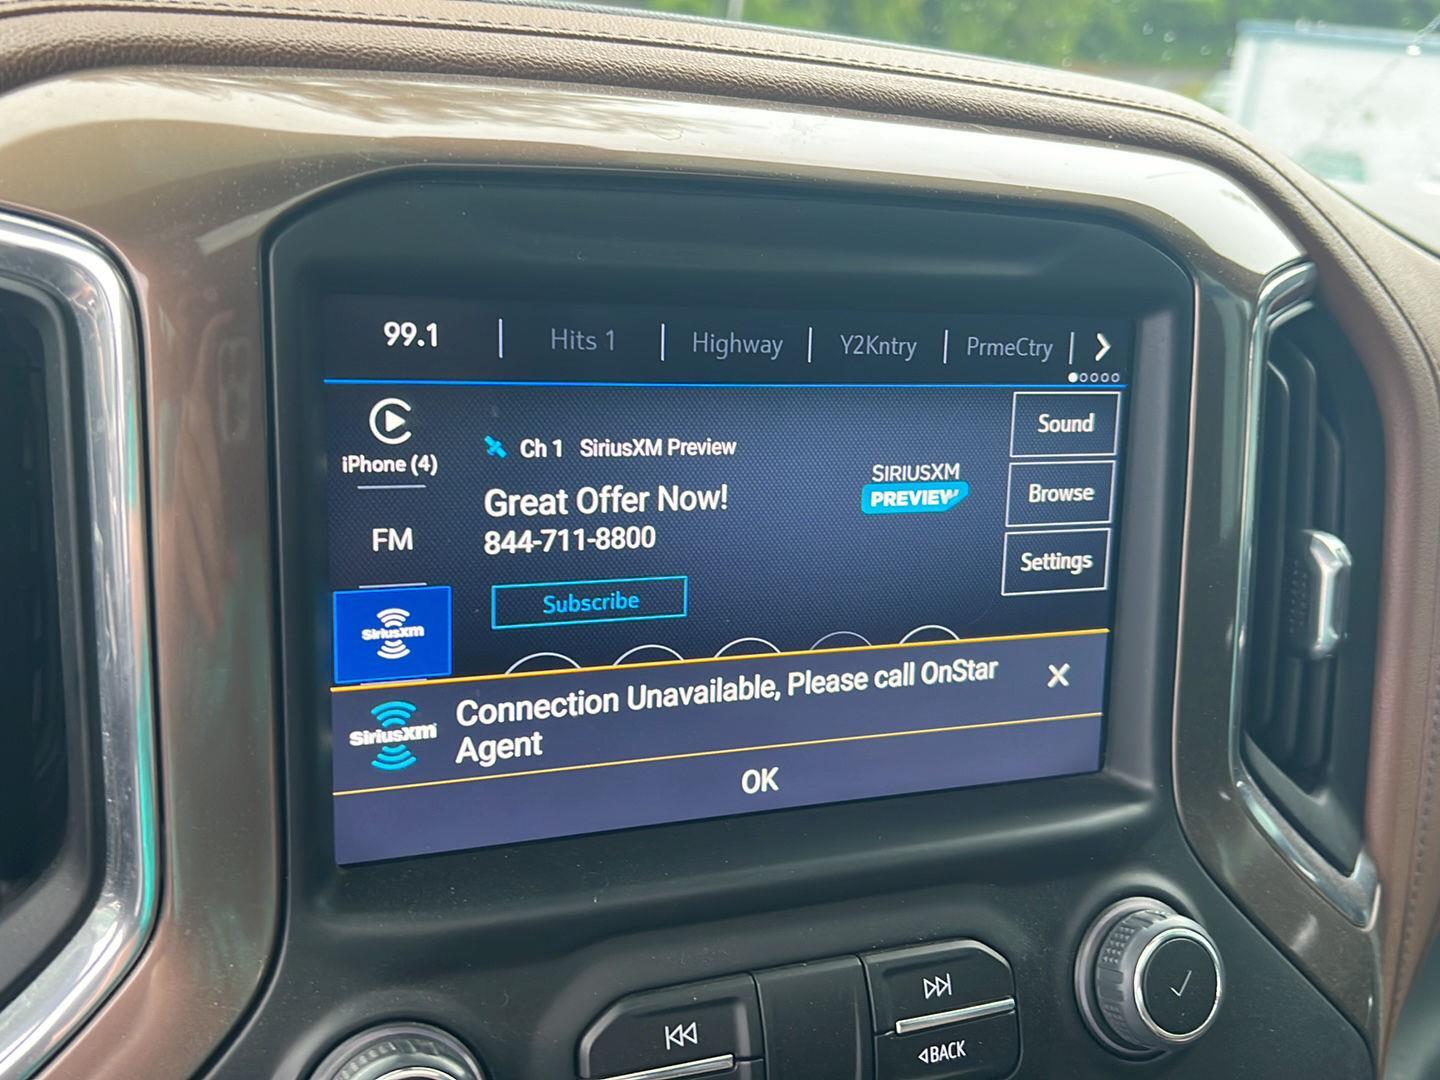 99.1 | Hits 1 | Highway | Y2Kntry | PrmeCtry |
iPhone (4)
FM
SiriusXM
Ch 1 SiriusXM Preview
Great Offer Now!
844-711-8800
Subscribe
SIRIUSXM
PREVIEW
Sound
Browse
Settings
SiriusXM
Connection Unavailable, Please call OnStar
Agent
OK
BACK